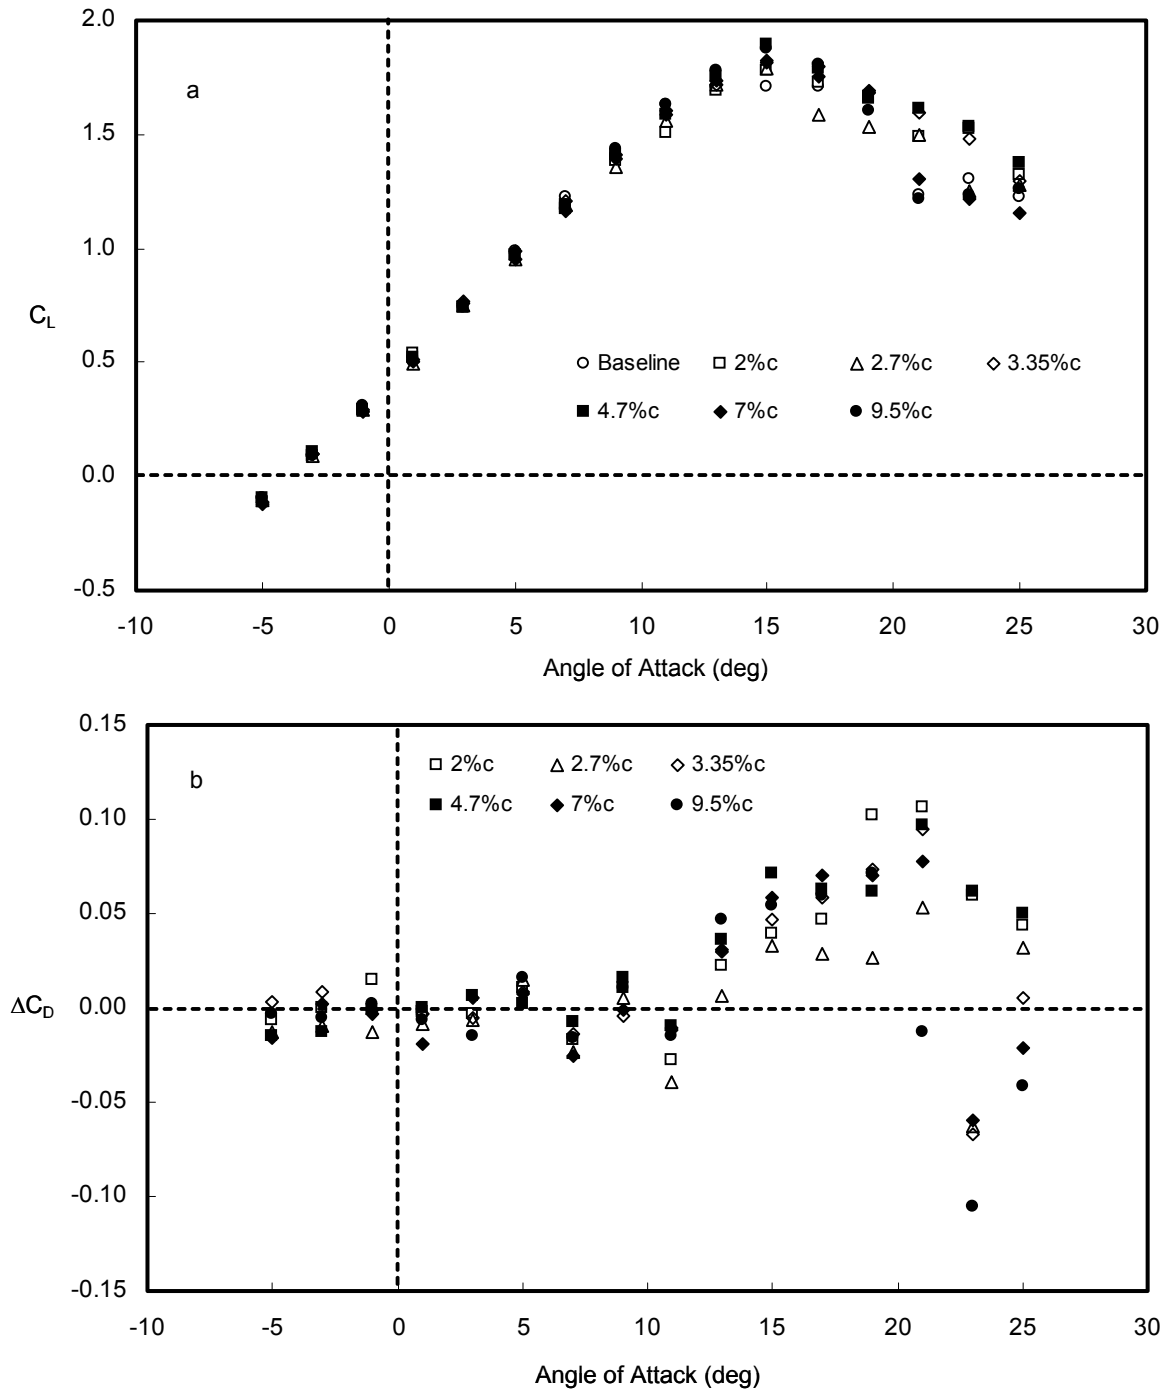 2.0
a
1.5
1.0
C_L
0.5
Baseline 2%c 2.7%c 3.35%c
4.7%c 7%c 9.5%c
0.0
-0.5
-10 -5 0 5 10 15 20 25 30
Angle of Attack (deg)
0.15
b
2%c 2.7%c 3.35%c
4.7%c 7%c 9.5%c
0.10
0.05
ΔC_D
0.00
-0.05
-0.10
-0.15
-10 -5 0 5 10 15 20 25 30
Angle of Attack (deg)